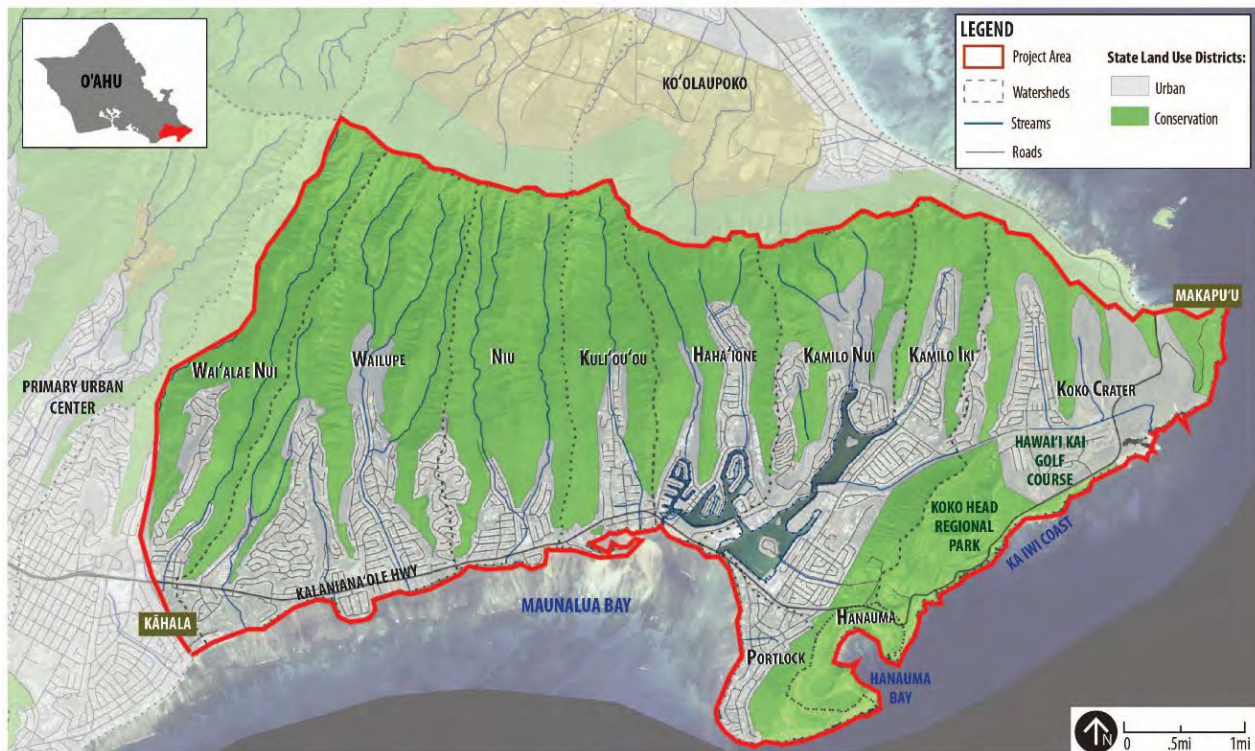 O'AHU
KO'OLAUPOKO
LEGEND
Project Area
Watersheds
Streams
Roads
State Land Use Districts:
Urban
Conservation
MAKAPU'U
WAI'ALAE NUI
WAILUPE
NIU
KULI'OU'OU
HAHA'IONE
KAMILO NUI
KAMILO IKI
KOKO CRATER
PRIMARY URBAN
CENTER
HAWAI'I KAI
GOLF
COURSE
KOKO HEAD
REGIONAL
PARK
KA IWI COAST
KALANIANA'OLE HWY
MAUNALUA BAY
KĀHALA
HANAUMA
PORTLOCK
HANAUMA
BAY
N
0 .5mi 1mi